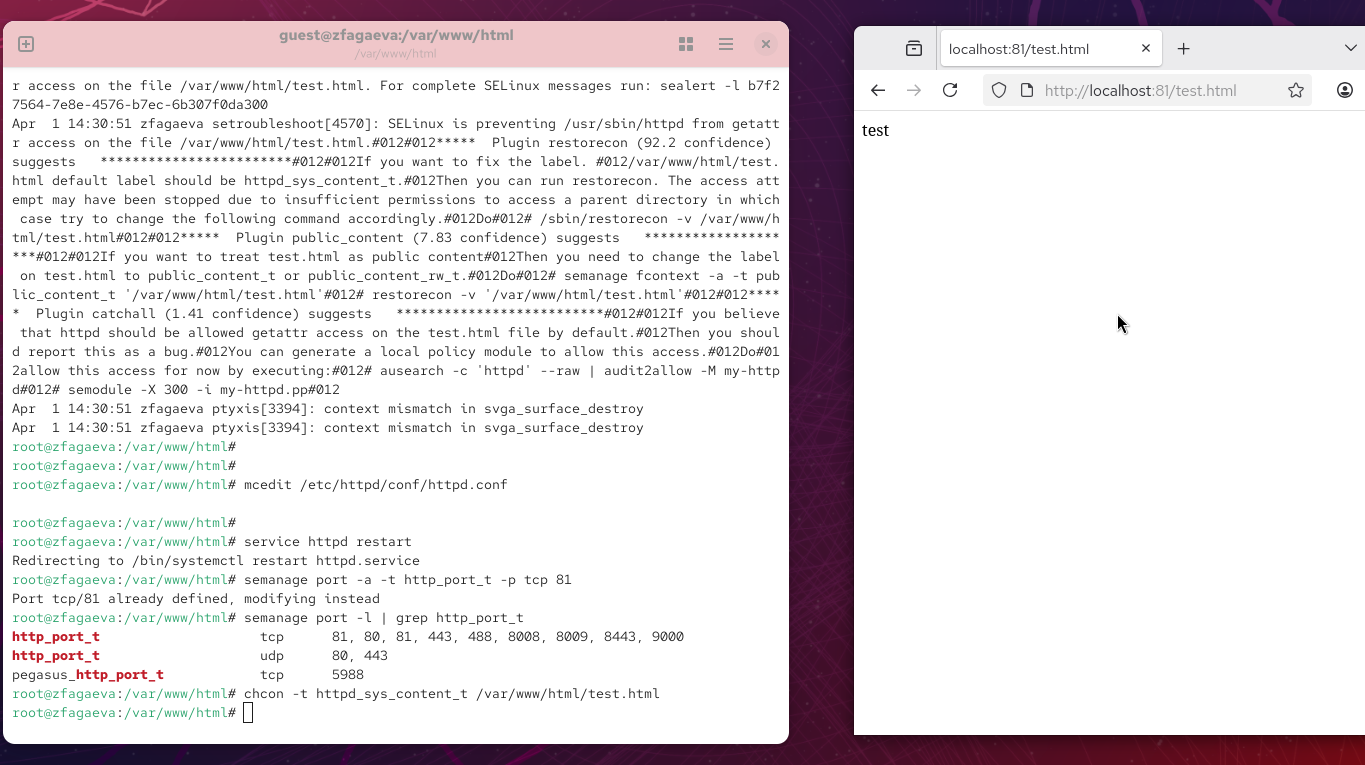 guest@zfagaeva:/var/www/html
/var/www/html
r access on the file /var/www/html/test.html. For complete SELinux messages run: sealert -l b7f2
7564-7e8e-4576-b7ec-6b307f0da300
Apr  1 14:30:51 zfagaeva setroubleshoot[4570]: SELinux is preventing /usr/sbin/httpd from getatt
r access on the file /var/www/html/test.html.#012#012*****  Plugin restorecon (92.2 confidence)
suggests   ************************#012#012If you want to fix the label. #012/var/www/html/test.
html default label should be httpd_sys_content_t.#012Then you can run restorecon. The access att
empt may have been stopped due to insufficient permissions to access a parent directory in which
 case try to change the following command accordingly.#012Do#012# /sbin/restorecon -v /var/www/h
tml/test.html#012#012*****  Plugin public_content (7.83 confidence) suggests   *****************
***#012#012If you want to treat test.html as public content#012Then you need to change the label
 on test.html to public_content_t or public_content_rw_t.#012Do#012# semanage fcontext -a -t pub
lic_content_t '/var/www/html/test.html'#012# restorecon -v '/var/www/html/test.html'#012#012****
*  Plugin catchall (1.41 confidence) suggests   **************************#012#012If you believe
 that httpd should be allowed getattr access on the test.html file by default.#012Then you shoul
d report this as a bug.#012You can generate a local policy module to allow this access.#012Do#01
2allow this access for now by executing:#012# ausearch -c 'httpd' --raw | audit2allow -M my-http
d#012# semodule -X 300 -i my-httpd.pp#012
Apr  1 14:30:51 zfagaeva ptyxis[3394]: context mismatch in svga_surface_destroy
Apr  1 14:30:51 zfagaeva ptyxis[3394]: context mismatch in svga_surface_destroy
root@zfagaeva:/var/www/html#
root@zfagaeva:/var/www/html#
root@zfagaeva:/var/www/html# mcedit /etc/httpd/conf/httpd.conf
root@zfagaeva:/var/www/html#
root@zfagaeva:/var/www/html# service httpd restart
Redirecting to /bin/systemctl restart httpd.service
root@zfagaeva:/var/www/html# semanage port -a -t http_port_t -p tcp 81
Port tcp/81 already defined, modifying instead
root@zfagaeva:/var/www/html# semanage port -l | grep http_port_t
http_port_t                    tcp      81, 80, 81, 443, 488, 8008, 8009, 8443, 9000
http_port_t                    udp      80, 443
pegasus_http_port_t            tcp      5988
root@zfagaeva:/var/www/html# chcon -t httpd_sys_content_t /var/www/html/test.html
root@zfagaeva:/var/www/html#
localhost:81/test.html
http://localhost:81/test.html
test